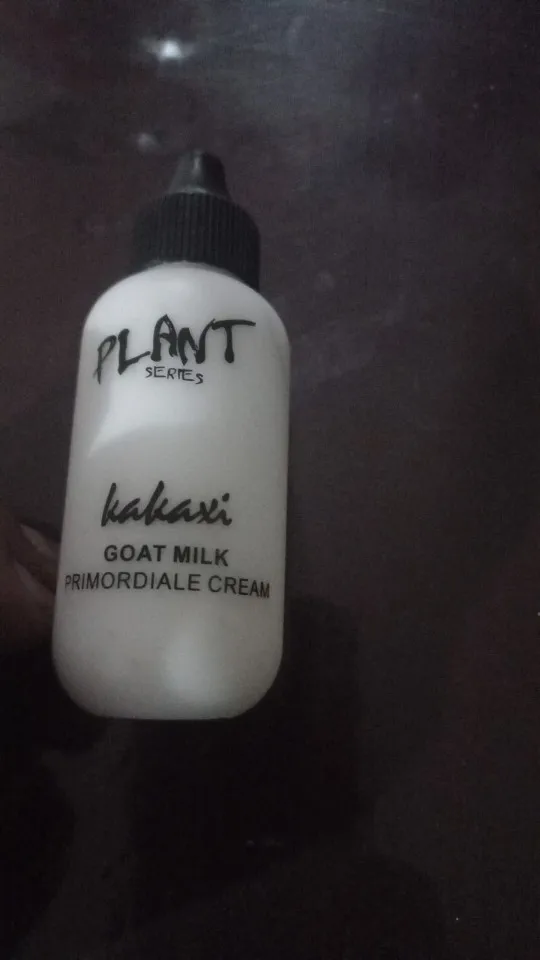 PLANT
SERIES
kakaxi
GOAT MILK
PRIMORDIALE CREAM